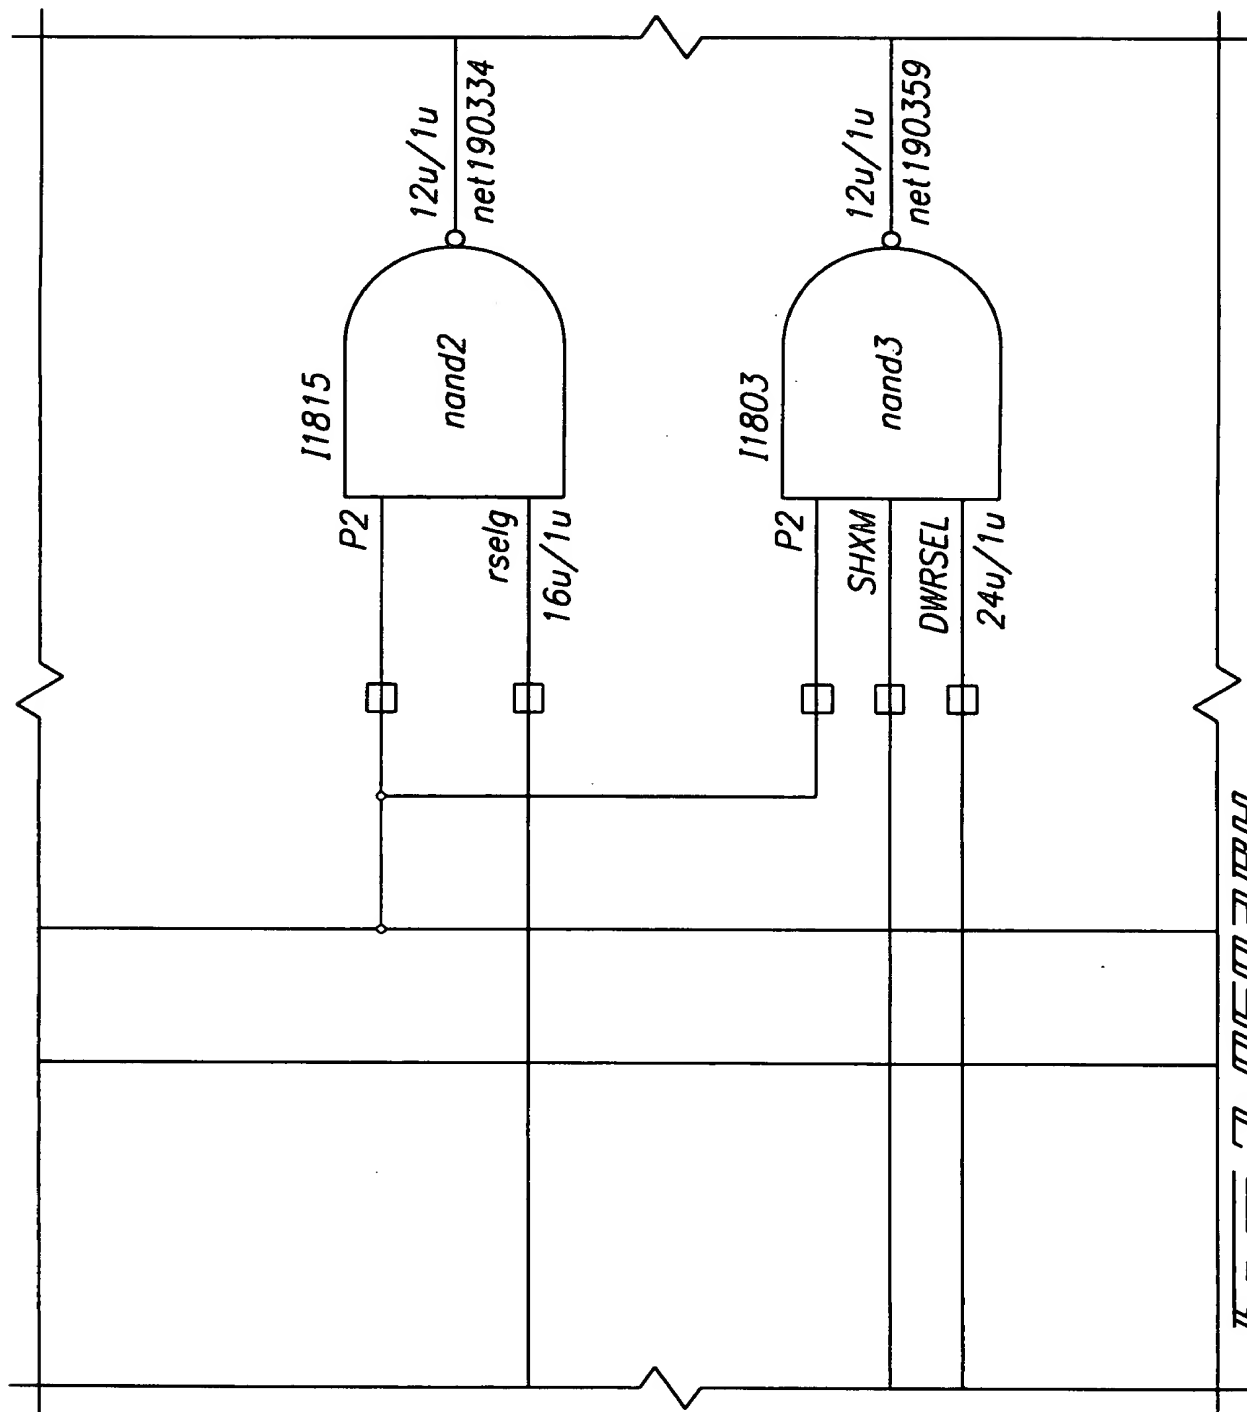 12u/1u
net190334
I1815
nand2
P2
rselg
16u/1u
12u/1u
net190359
I1803
nand3
P2
SHXM
DWRSEL
24u/1u